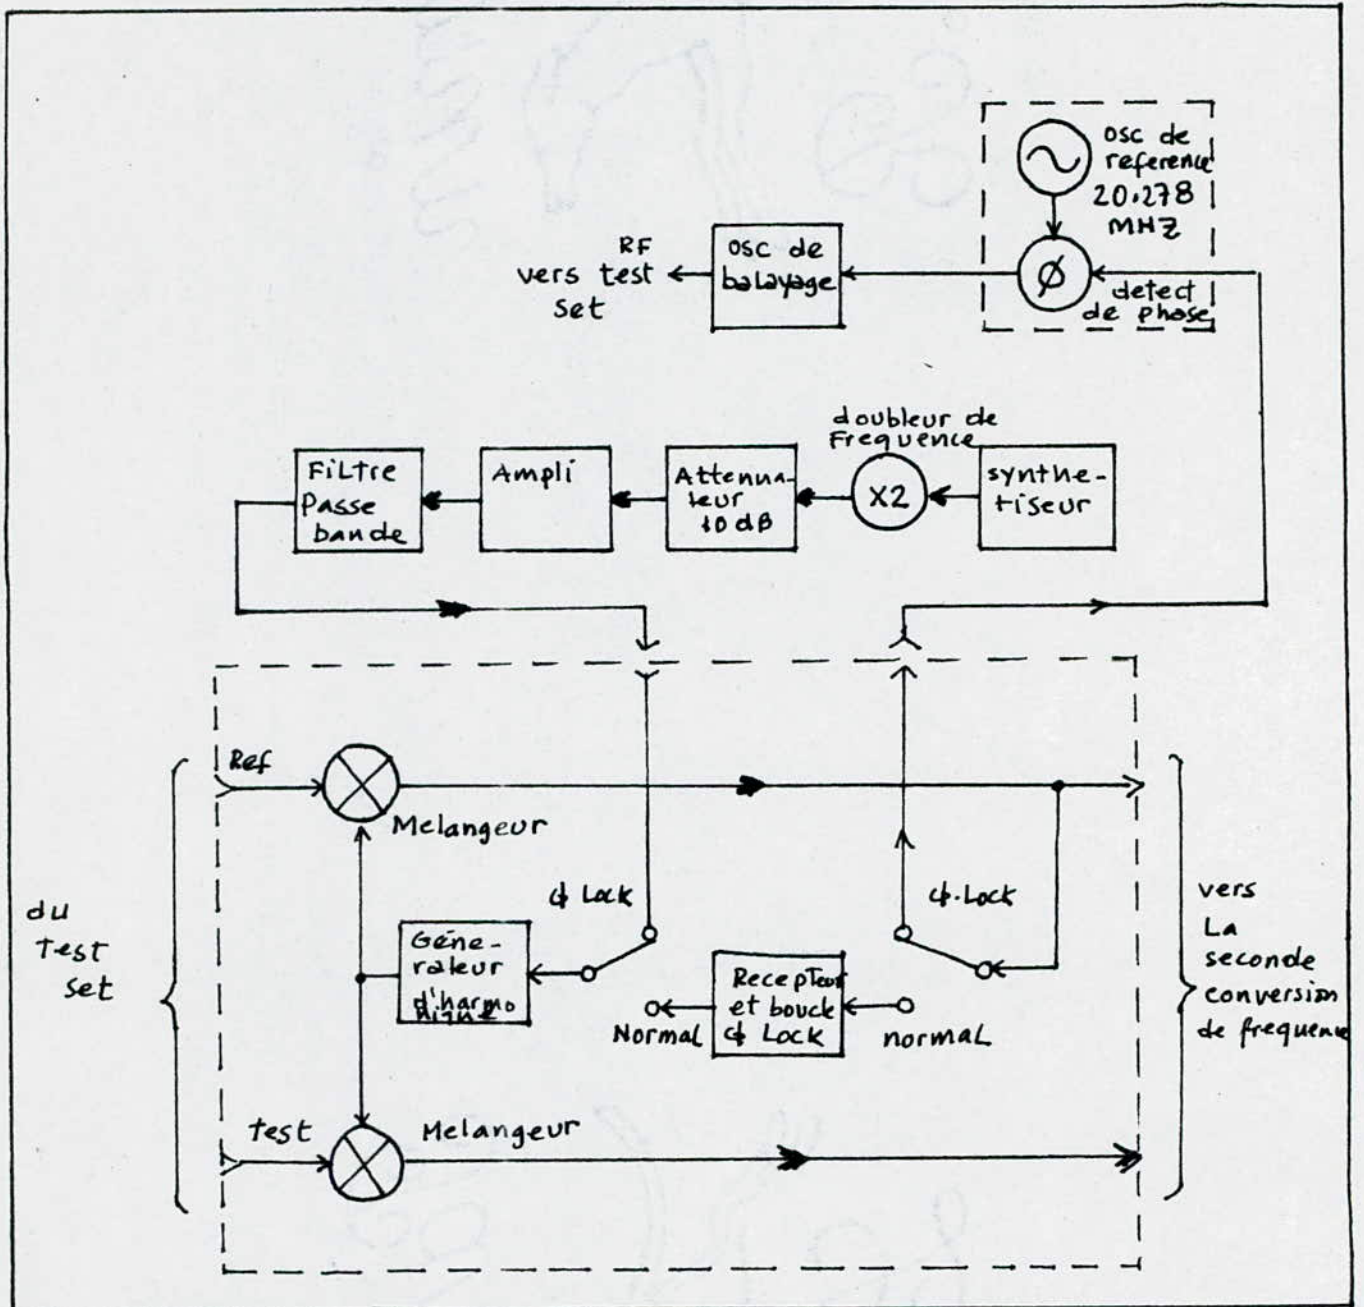 osc de
reference
20.278
MHZ
RF
vers test
set
osc de
balayage
Ø
detect
de phase
doubleur de
Frequence
FiLtre
Passe
bande
Ampli
Attenua-
teur
10 dB
X2
synthe-
tiseur
Ref
Melangeur
ȼ Lock
ȼ.Lock
du
Test
set
Géne-
rateur
d'harmo
nique
Recepteur
et boucle
ȼ Lock
Normal
normaL
vers
La
seconde
conversion
de frequence
test
Melangeur